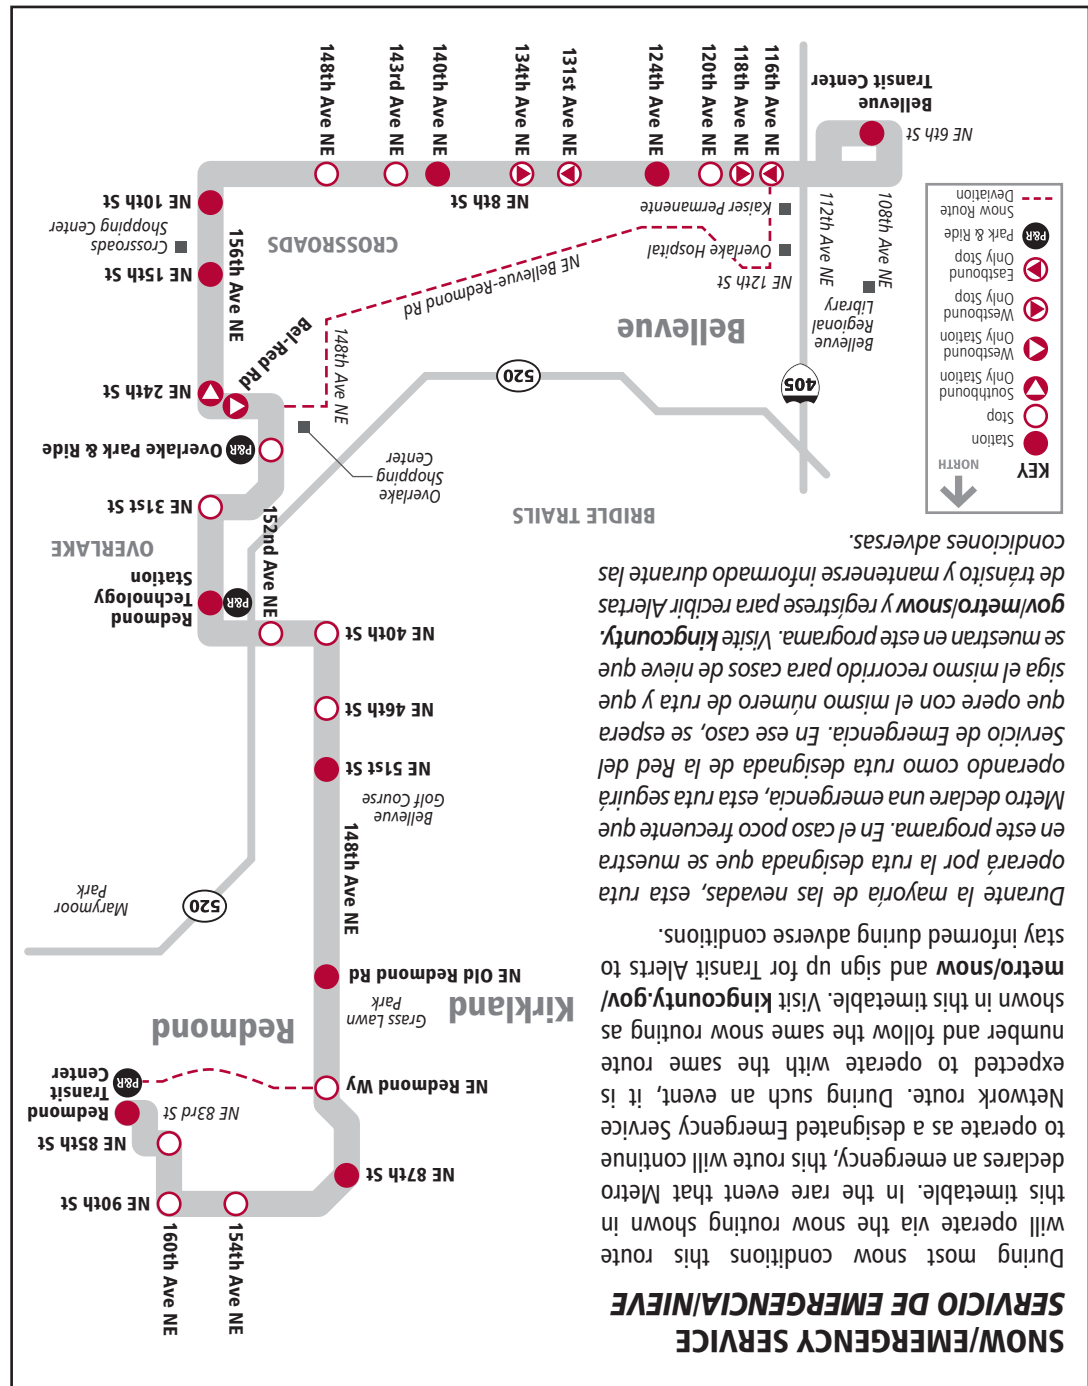 SNOW/EMERGENCY SERVICE
SERVICIO DE EMERGENCIA/NIEVE
During most snow conditions this route
will operate via the snow routing shown in
this timetable. In the rare event that Metro
declares an emergency, this route will continue
to operate as a designated Emergency Service
Network route. During such an event, it is
expected to operate with the same route
number and follow the same snow routing as
shown in this timetable. Visit kingcounty.gov/
metro/snow and sign up for Transit Alerts to
stay informed during adverse conditions.
Durante la mayoría de las nevadas, esta ruta
operará por la ruta designada que se muestra
en este programa. En el caso poco frecuente que
Metro declare una emergencia, esta ruta seguirá
operando como ruta designada de la Red del
Servicio de Emergencia. En ese caso, se espera
que opere con el mismo número de ruta y que
siga el mismo recorrido para casos de nieve que
se muestran en este programa. Visite kingcounty.
gov/metro/snow y regístrese para recibir Alertas
de tránsito y mantenerse informado durante las
condiciones adversas.
KEY
NORTH
Station
Stop
Southbound
Only Station
Westbound
Only Station
Westbound
Only Stop
Eastbound
Only Stop
P&R
Park & Ride
Snow Route
Deviation
160th Ave NE
154th Ave NE
NE 90th St
NE 87th St
NE 85th St
NE 83rd St
Redmond
Transit
Center
P&R
NE Redmond Wy
Redmond
Kirkland
Grass Lawn
Park
NE Old Redmond Rd
520
Marymoor
Park
148th Ave NE
Bellevue
Golf Course
NE 51st St
NE 46th St
NE 40th St
152nd Ave NE
Redmond
Technology
Station
P&R
OVERLAKE
BRIDLE TRAILS
NE 31st St
Overlake
Shopping
Center
Overlake Park & Ride
P&R
Bel-Red Rd
NE 24th St
148th Ave NE
520
405
Bellevue
Bellevue
Regional
Library
NE Bellevue-Redmond Rd
NE 12th St
Overlake Hospital
Kaiser Permanente
108th Ave NE
112th Ave NE
156th Ave NE
NE 15th St
Crossroads
Shopping Center
CROSSROADS
NE 10th St
NE 8th St
NE 6th St
Bellevue
Transit Center
116th Ave NE
118th Ave NE
120th Ave NE
124th Ave NE
131st Ave NE
134th Ave NE
140th Ave NE
143rd Ave NE
148th Ave NE